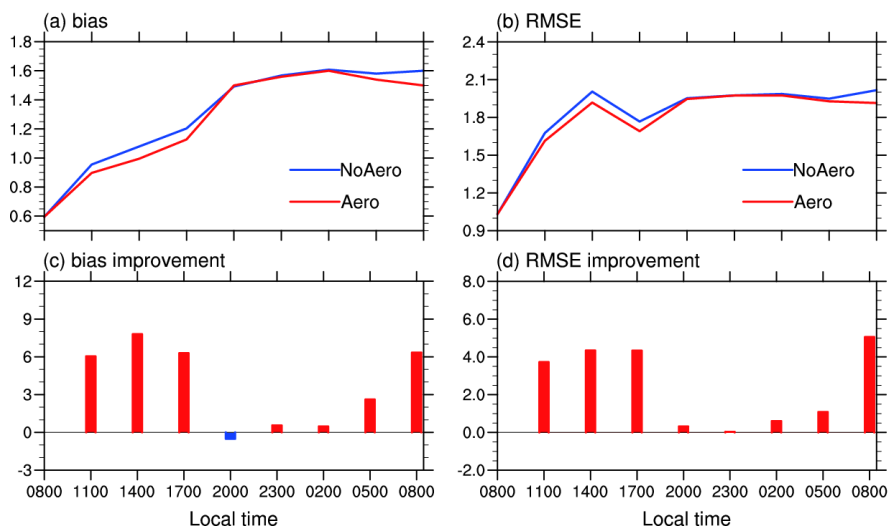 (a) bias
1.8
1.6
1.4
1.2
1.0
0.8
0.6
NoAero
Aero
(b) RMSE
2.4
2.1
1.8
1.5
1.2
0.9
NoAero
Aero
(c) bias improvement
12
9
6
3
0
-3
0800 1100 1400 1700 2000 2300 0200 0500 0800
Local time
(d) RMSE improvement
8.0
6.0
4.0
2.0
0.0
-2.0
0800 1100 1400 1700 2000 2300 0200 0500 0800
Local time